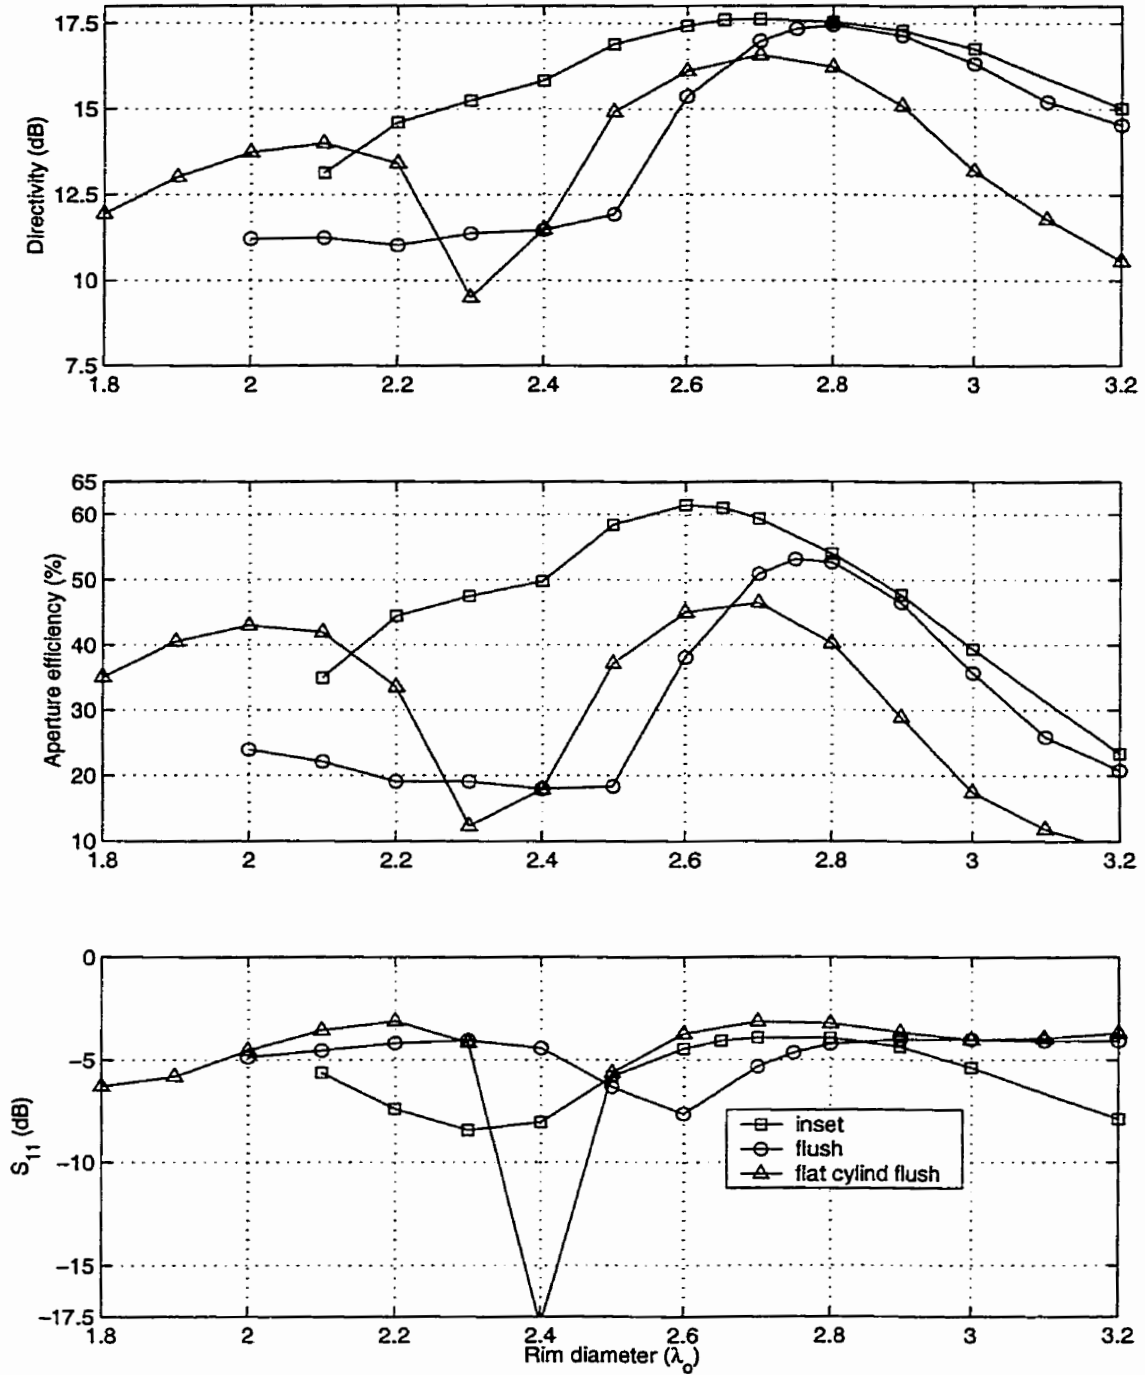 Directivity (dB)
17.5
15
12.5
10
7.5
1.8 2 2.2 2.4 2.6 2.8 3 3.2
Aperture efficiency (%)
65
60
50
40
30
20
10
1.8 2 2.2 2.4 2.6 2.8 3 3.2
S11 (dB)
0
−5
−10
−15
−17.5
inset
flush
flat cylind flush
1.8 2 2.2 2.4 2.6 2.8 3 3.2
Rim diameter (λo)